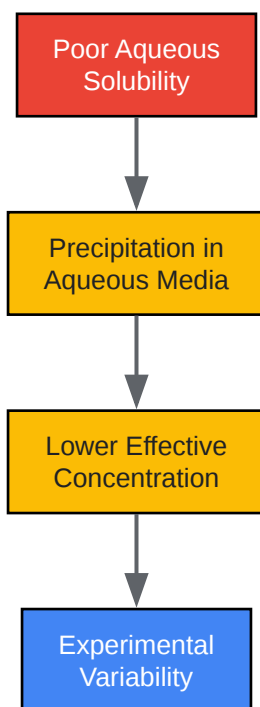 Poor Aqueous
Solubility
Precipitation in
Aqueous Media
Lower Effective
Concentration
Experimental
Variability